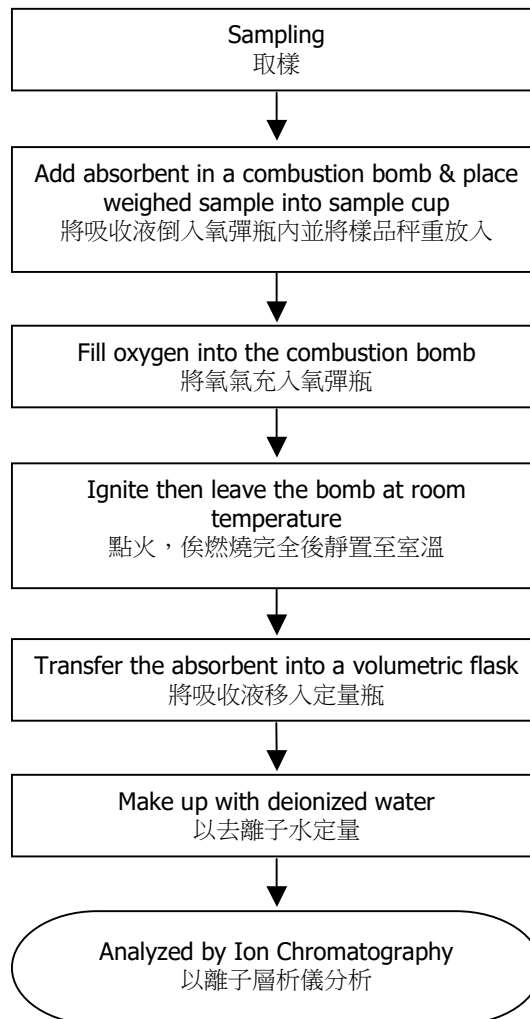 Sampling
取樣
Add absorbent in a combustion bomb & place
weighed sample into sample cup
將吸收液倒入氧彈瓶內並將樣品秤重放入
Fill oxygen into the combustion bomb
將氧氣充入氧彈瓶
Ignite then leave the bomb at room
temperature
點火，俟燃燒完全後靜置至室溫
Transfer the absorbent into a volumetric flask
將吸收液移入定量瓶
Make up with deionized water
以去離子水定量
Analyzed by Ion Chromatography
以離子層析儀分析